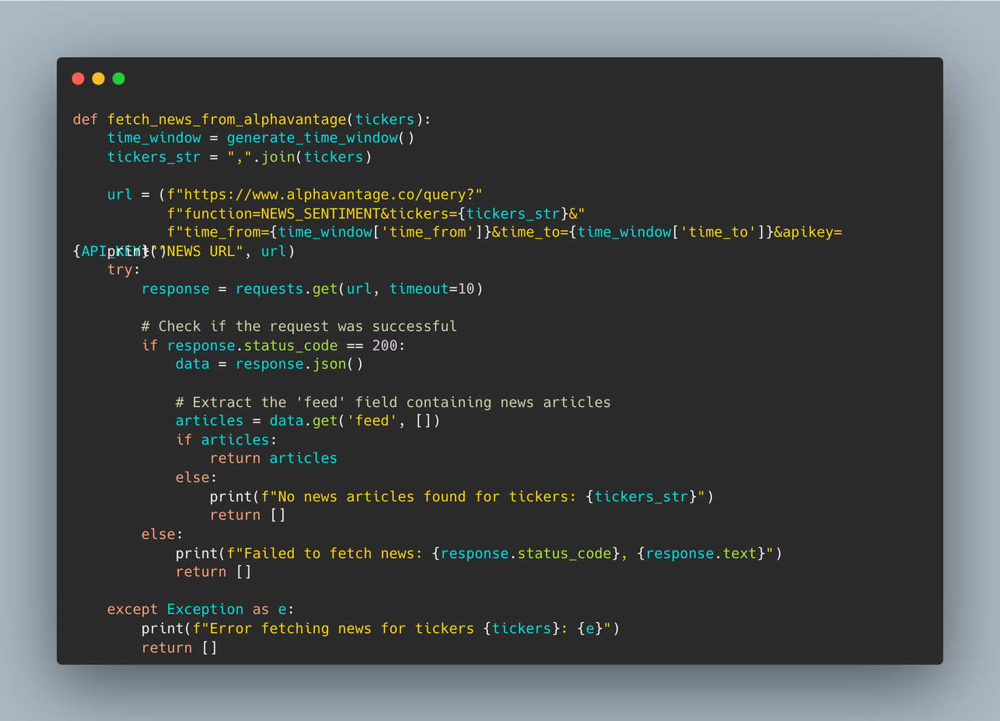 def fetch_news_from_alphavantage(tickers):
    time_window = generate_time_window()
    tickers_str = ",".join(tickers)

    url = (f"https://www.alphavantage.co/query?"
           f"function=NEWS_SENTIMENT&tickers={tickers_str}&"
           f"time_from={time_window['time_from']}&time_to={time_window['time_to']}&apikey=
{API_KEY}")
    print("NEWS URL", url)
    try:
        response = requests.get(url, timeout=10)

        # Check if the request was successful
        if response.status_code == 200:
            data = response.json()

            # Extract the 'feed' field containing news articles
            articles = data.get('feed', [])
            if articles:
                return articles
            else:
                print(f"No news articles found for tickers: {tickers_str}")
                return []
        else:
            print(f"Failed to fetch news: {response.status_code}, {response.text}")
            return []

    except Exception as e:
        print(f"Error fetching news for tickers {tickers}: {e}")
        return []